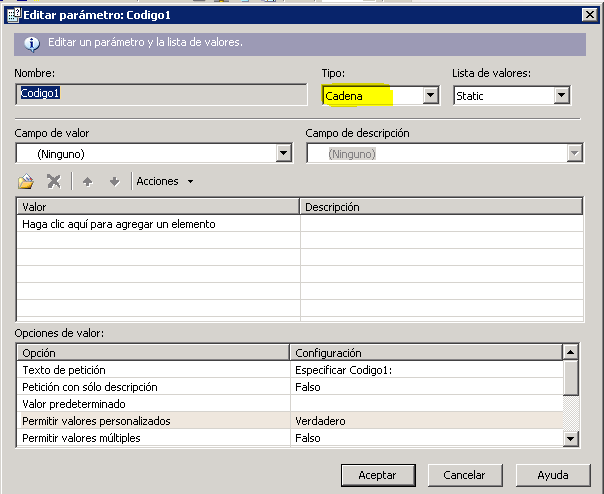 Editar parámetro: Codigo1
Editar un parámetro y la lista de valores.
Nombre: Tipo: Lista de valores:
Codigo1 Cadena Static
Campo de valor Campo de descripción
(Ninguno) (Ninguno)
Acciones
Valor Descripción
Haga clic aquí para agregar un elemento
Opciones de valor:
Opción Configuración
Texto de petición Especificar Codigo1:
Petición con sólo descripción Falso
Valor predeterminado
Permitir valores personalizados Verdadero
Permitir valores múltiples Falso
Aceptar Cancelar Ayuda